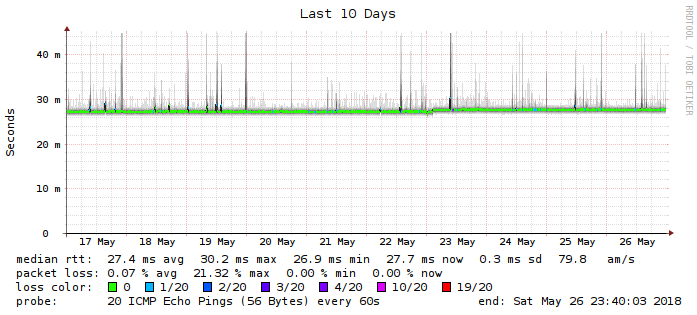 Last 10 Days
RRDTOOL / TOBI OETIKER
Seconds
40 m
30 m
20 m
10 m
0
17 May 18 May 19 May 20 May 21 May 22 May 23 May 24 May 25 May 26 May
median rtt: 27.4 ms avg 30.2 ms max 26.9 ms min 27.7 ms now 0.3 ms sd 79.8 am/s
packet loss: 0.07 % avg 21.32 % max 0.00 % min 0.00 % now
loss color: 0 1/20 2/20 3/20 4/20 10/20 19/20
probe: 20 ICMP Echo Pings (56 Bytes) every 60s end: Sat May 26 23:40:03 2018